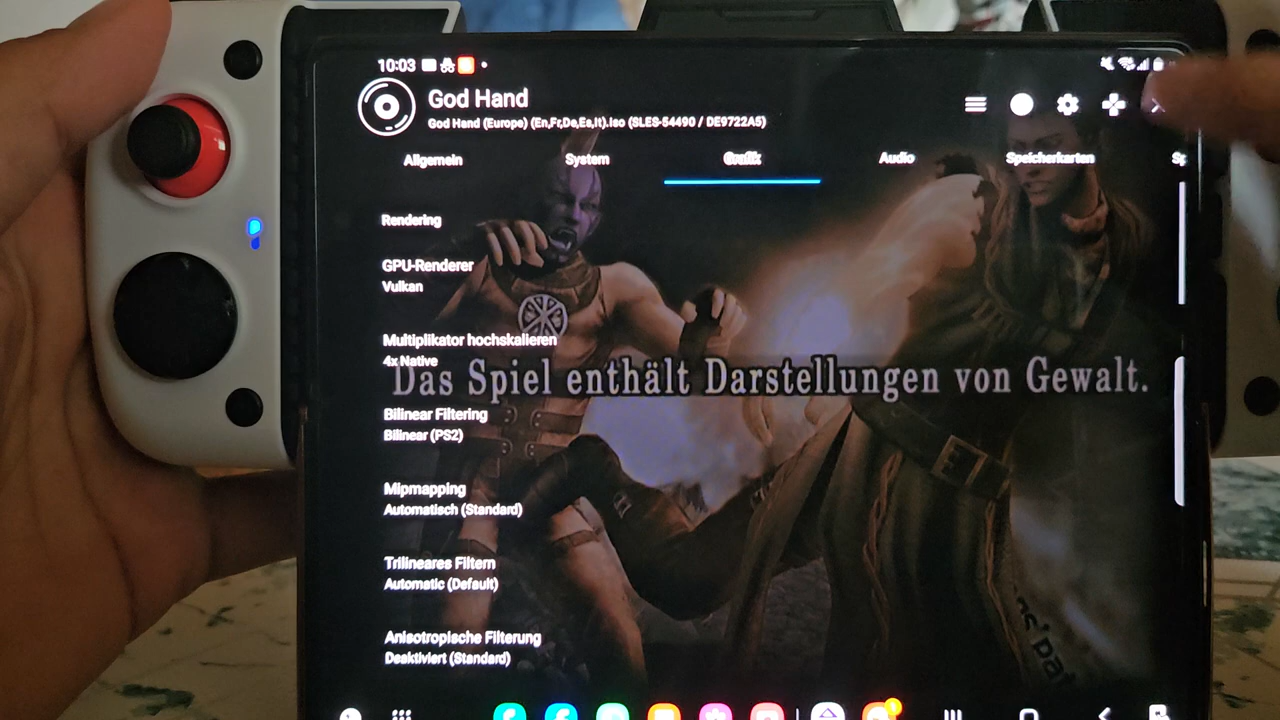 10:03
God Hand
God Hand (Europe) (En,Fr,De,Es,It).iso (SLES-54490 / DE9722A5)
Allgemein System Grafik Audio Speicherkarten
Rendering
GPU-Renderer
Vulkan
Multiplikator hochskalieren
4x Native
Das Spiel enthält Darstellungen von Gewalt.
Bilinear Filtering
Bilinear (PS2)
Mipmapping
Automatisch (Standard)
Trilineares Filtern
Automatic (Default)
Anisotropische Filterung
Deaktiviert (Standard)